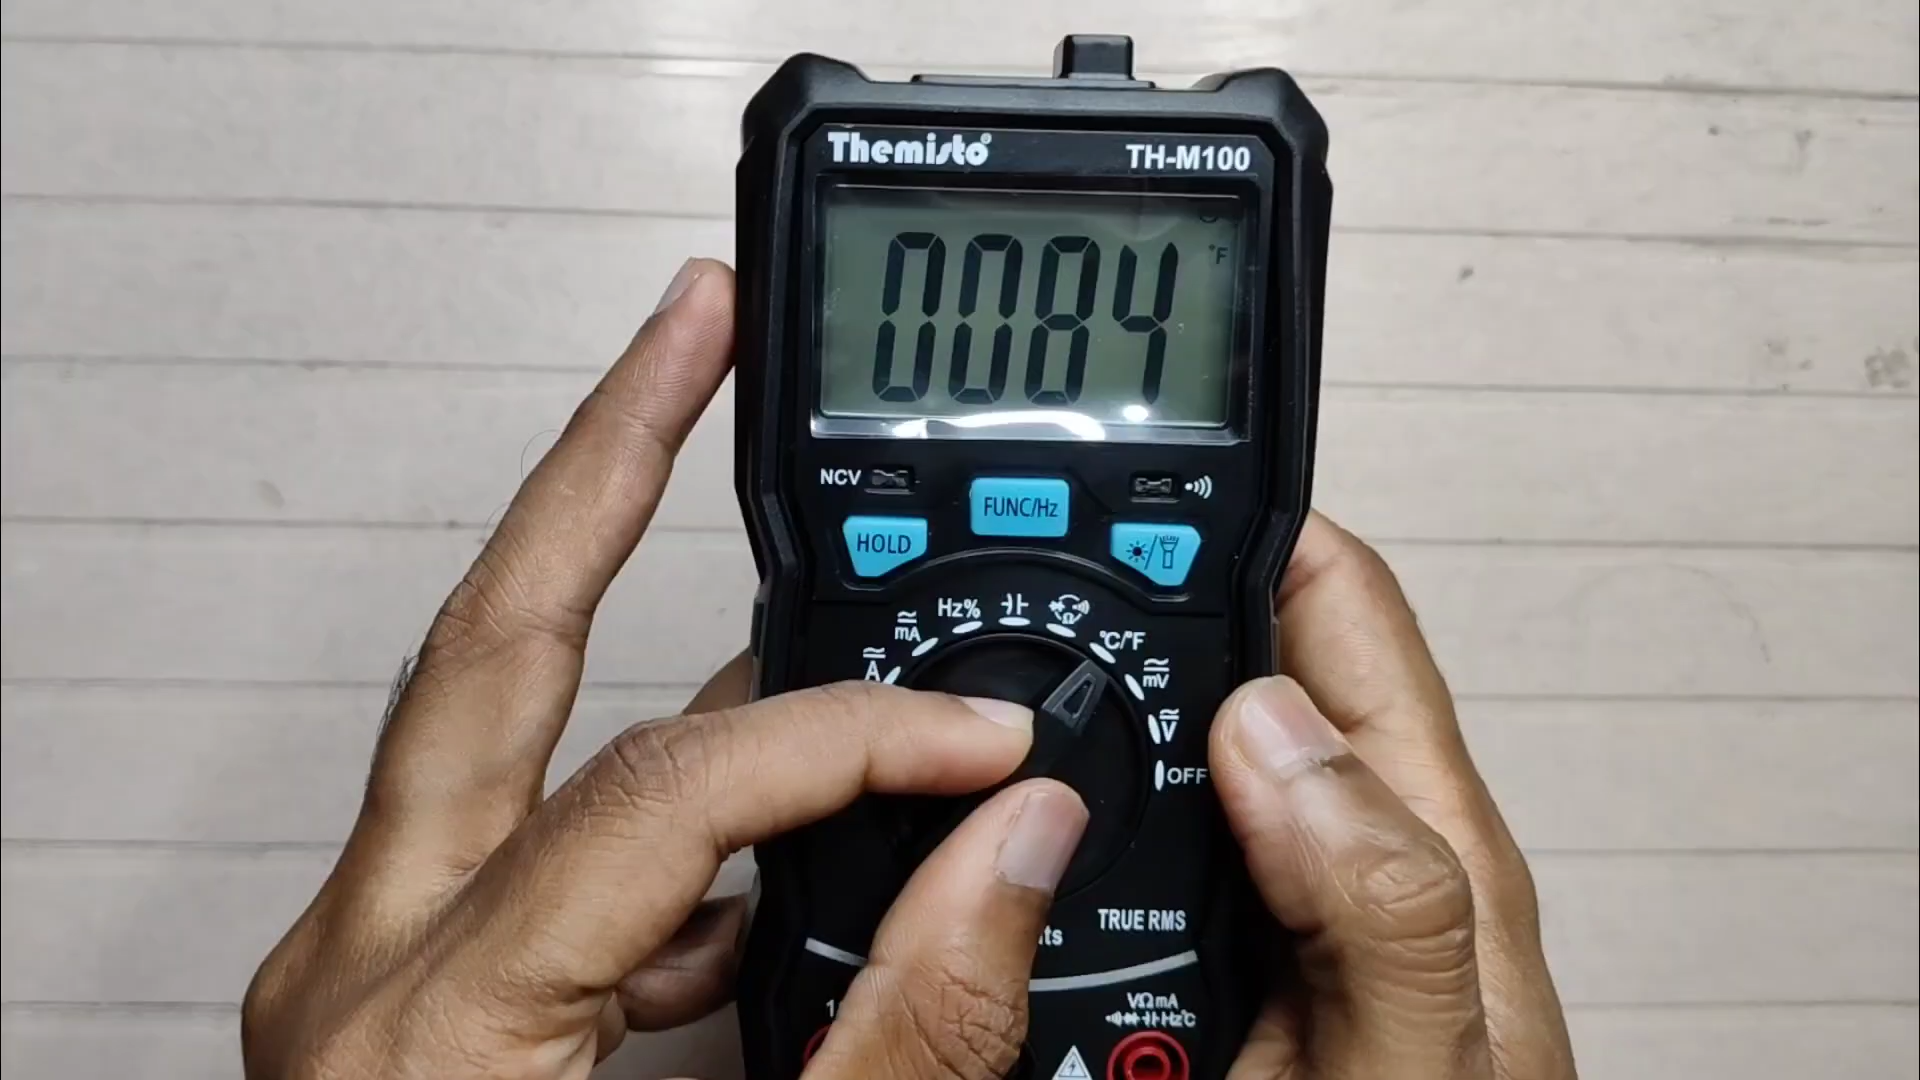 Themisto®
TH-M100
0084
°F
NCV
FUNC/Hz
HOLD
Hz%
mA
A
Ω
°C/°F
mV
V
OFF
TRUE RMS
VΩmA
Hz°C